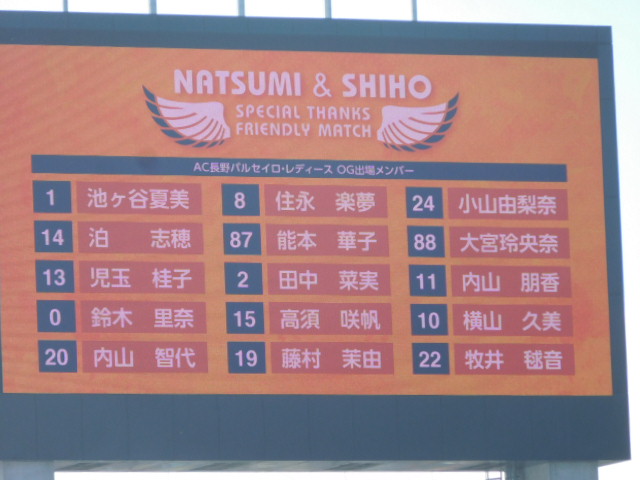 NATSUMI & SHIHO
SPECIAL THANKS
FRIENDLY MATCH
AC長野パルセイロ・レディース OG出場メンバー
1 池ヶ谷夏美 8 住永 楽夢 24 小山由梨奈
14 泊 志穂 87 能本 華子 88 大宮玲央奈
13 児玉 桂子 2 田中 菜実 11 内山 朋香
0 鈴木 里奈 15 高須 咲帆 10 横山 久美
20 内山 智代 19 藤村 茉由 22 牧井 毬音